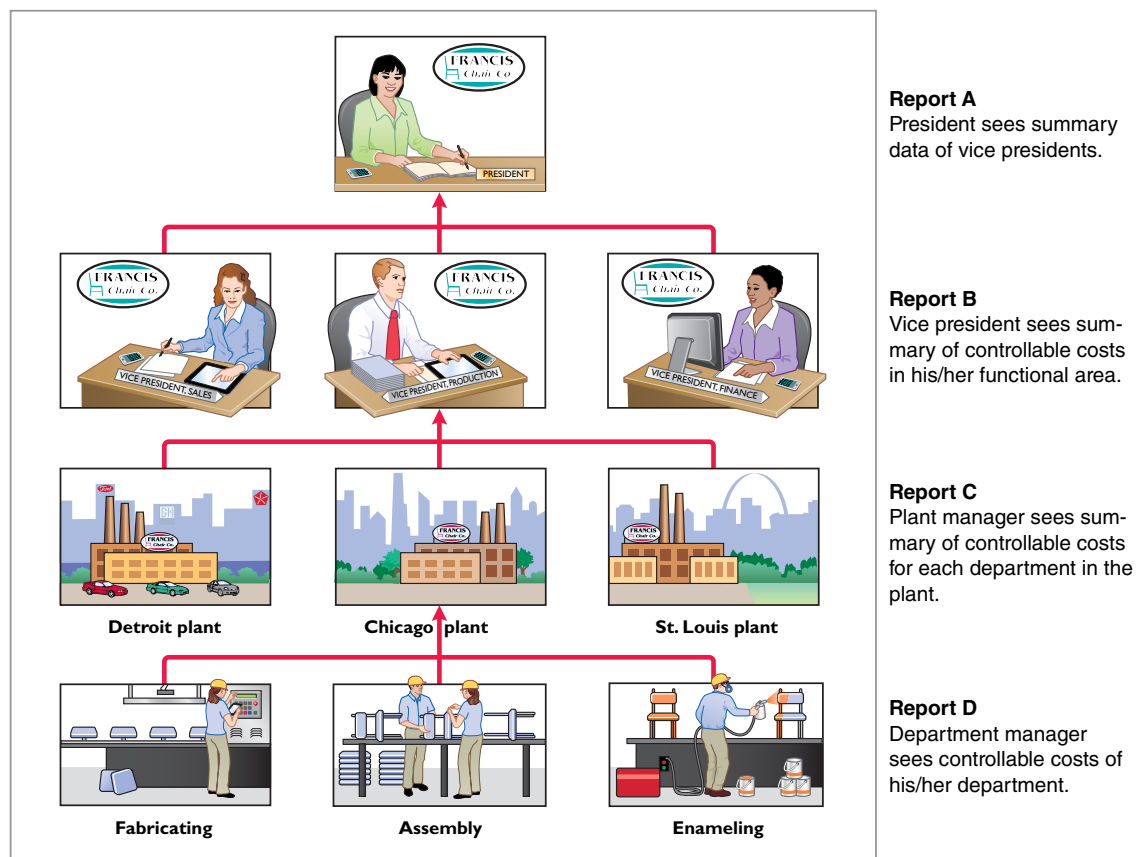 FRANCIS
Chair Co.
PRESIDENT
Report A
President sees summary
data of vice presidents.
FRANCIS
Chair Co.
VICE PRESIDENT, SALES
FRANCIS
Chair Co.
VICE PRESIDENT, PRODUCTION
FRANCIS
Chair Co.
VICE PRESIDENT, FINANCE
Report B
Vice president sees sum-
mary of controllable costs
in his/her functional area.
GH
FRANCIS
Chair Co.
Detroit plant
FRANCIS
Chair Co.
Chicago plant
FRANCIS
Chair Co.
St. Louis plant
Report C
Plant manager sees sum-
mary of controllable costs
for each department in the
plant.
Fabricating
Assembly
Enameling
Report D
Department manager
sees controllable costs of
his/her department.